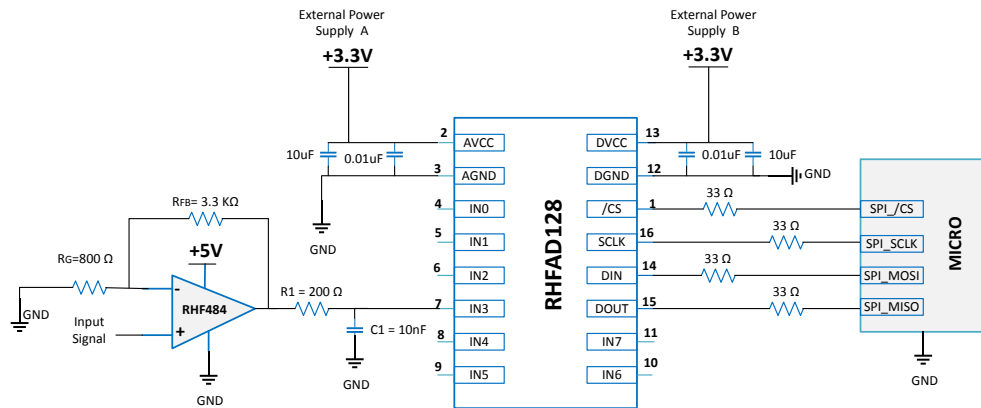 External Power
Supply A
+3.3V
External Power
Supply B
+3.3V
10uF
0.01uF
2
AVCC
3
AGND
4
IN0
5
IN1
6
IN2
7
IN3
8
IN4
9
IN5
GND
RHFAD128
13
DVCC
12
DGND
1
/CS
16
SCLK
14
DIN
15
DOUT
11
IN7
10
IN6
0.01uF
10uF
GND
33 Ω
33 Ω
33 Ω
33 Ω
SPI_/CS
SPI_SCLK
SPI_MOSI
SPI_MISO
MICRO
GND
RFB= 3.3 KΩ
+5V
RG=800 Ω
-
RHF484
+
GND
Input
Signal
GND
R1 = 200 Ω
C1 = 10nF
GND